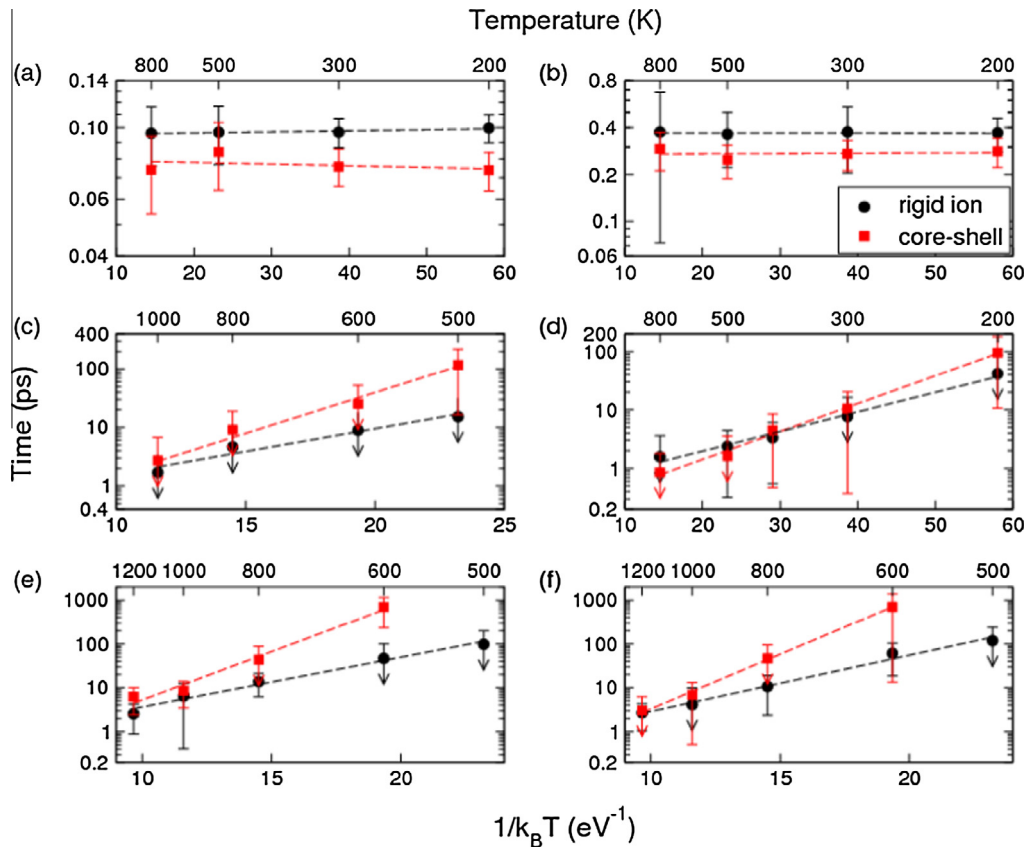 Temperature (K)
(a)
800 500 300 200
0.14
0.10
0.06
0.04
10 20 30 40 50 60
(b)
800 500 300 200
0.8
0.4
0.2
0.1
0.06
10 20 30 40 50 60
rigid ion
core-shell
Time (ps)
(c)
1000 800 600 500
400
100
10
1
0.4
10 15 20 25
(d)
800 500 300 200
200
100
10
1
0.2
10 20 30 40 50 60
(e)
1200 1000 800 600 500
1000
100
10
1
0.2
10 15 20
(f)
1200 1000 800 600 500
1000
100
10
1
0.2
10 15 20
1/k_BT (eV⁻¹)